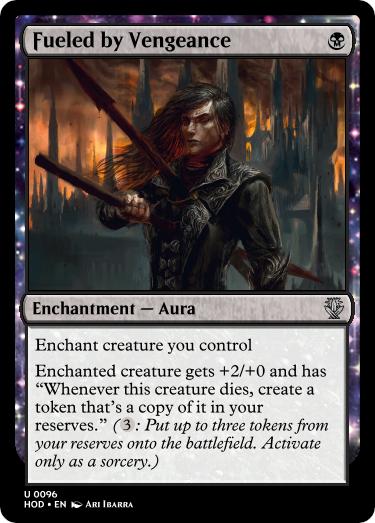 Fueled by Vengeance
Enchantment — Aura
Enchant creature you control
Enchanted creature gets +2/+0 and has
“Whenever this creature dies, create a
token that’s a copy of it in your
reserves.” (3: Put up to three tokens from
your reserves onto the battlefield. Activate
only as a sorcery.)
U 0096
HOD • EN Ari Ibarra